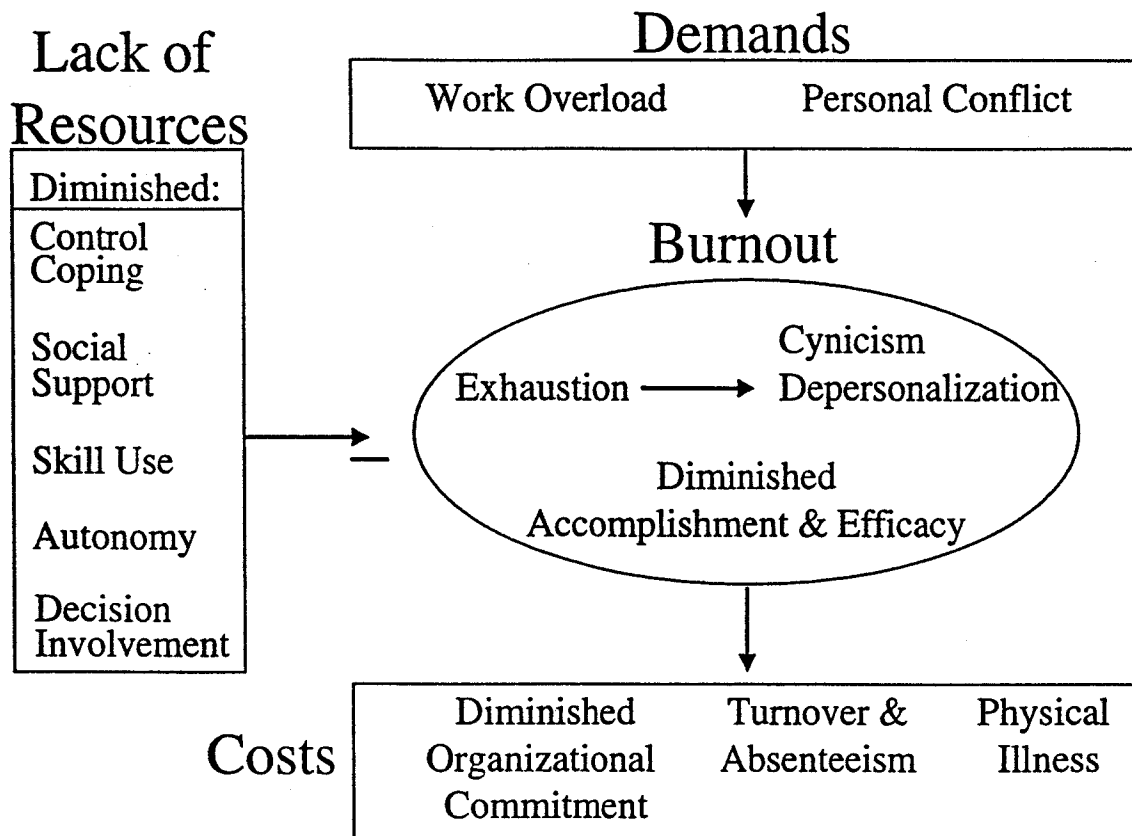 Lack of
Resources
Diminished:
Control
Coping
Social
Support
Skill Use
Autonomy
Decision
Involvement
Demands
Work Overload Personal Conflict
Burnout
Cynicism
Exhaustion Depersonalization
Diminished
Accomplishment & Efficacy
Costs
Diminished
Organizational
Commitment
Turnover &
Absenteeism
Physical
Illness